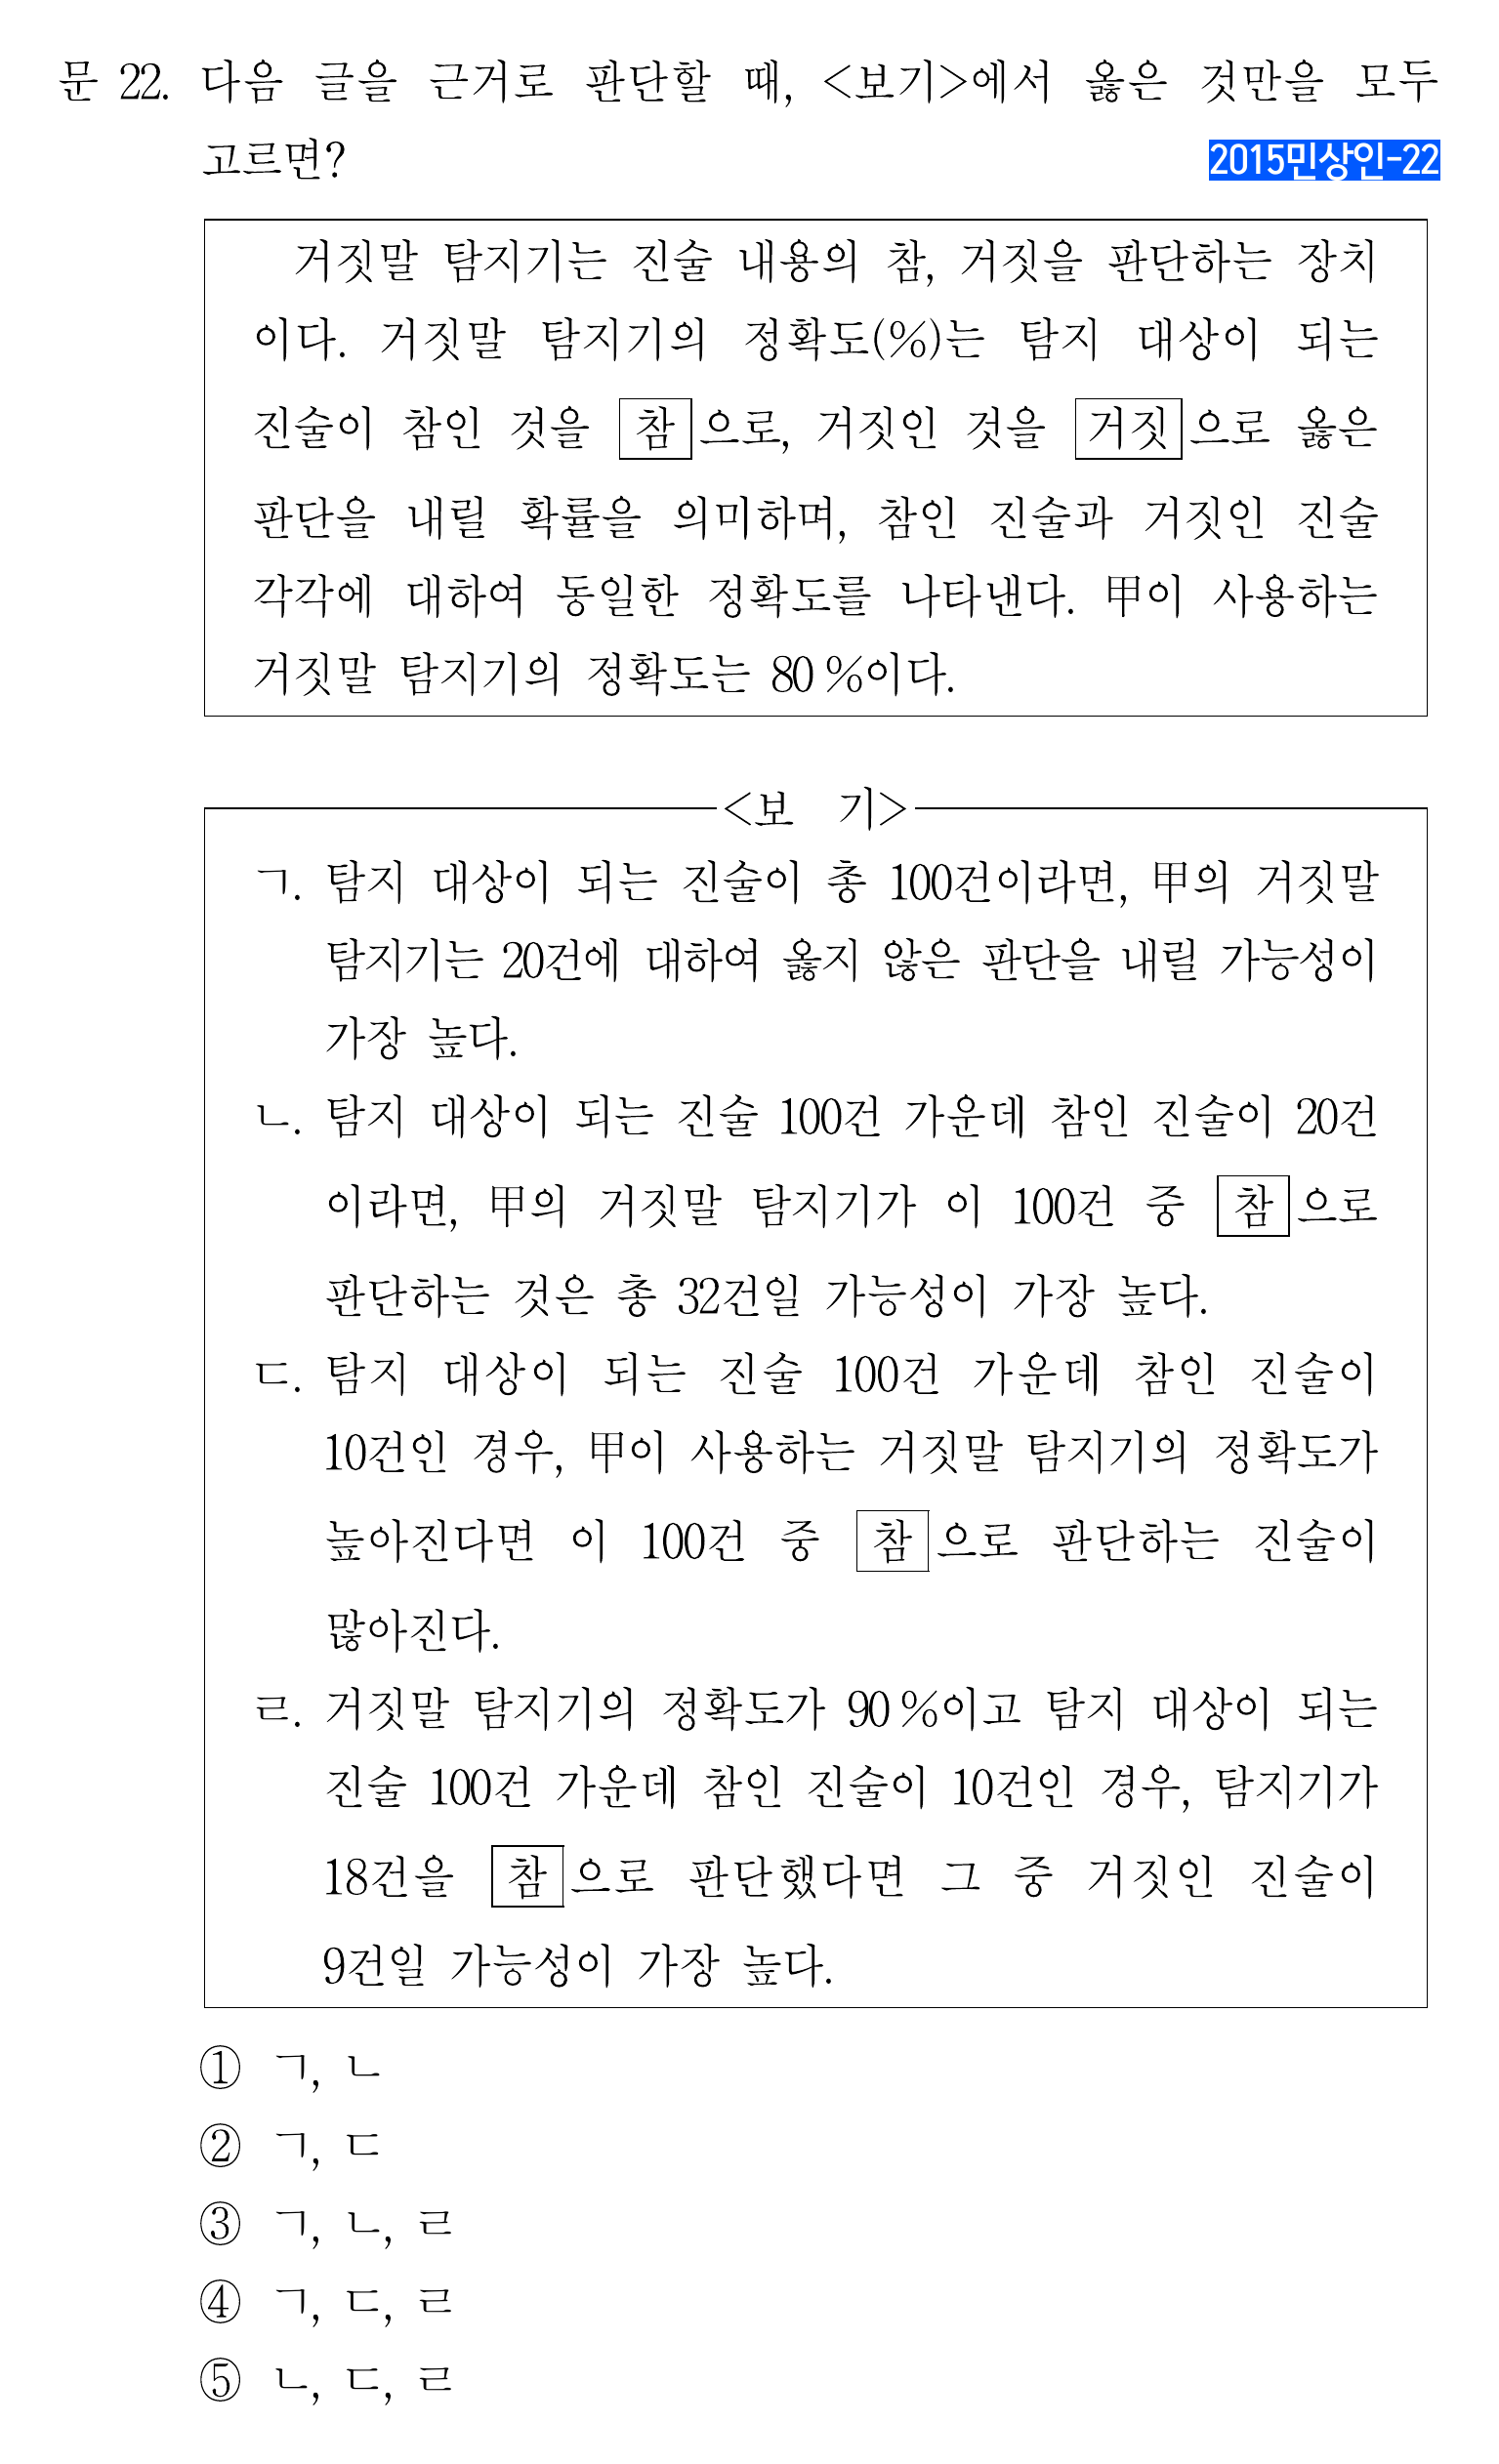 문 22. 다음 글을 근거로 판단할 때, <보기>에서 옳은 것만을 모두
고르면?
2015민상인-22
거짓말 탐지기는 진술 내용의 참, 거짓을 판단하는 장치
이다. 거짓말 탐지기의 정확도(%)는 탐지 대상이 되는
진술이 참인 것을 참으로, 거짓인 것을 거짓으로 옳은
판단을 내릴 확률을 의미하며, 참인 진술과 거짓인 진술
각각에 대하여 동일한 정확도를 나타낸다. 甲이 사용하는
거짓말 탐지기의 정확도는 80%이다.
<보 기>
ㄱ. 탐지 대상이 되는 진술이 총 100건이라면, 甲의 거짓말
탐지기는 20건에 대하여 옳지 않은 판단을 내릴 가능성이
가장 높다.
ㄴ. 탐지 대상이 되는 진술 100건 가운데 참인 진술이 20건
이라면, 甲의 거짓말 탐지기가 이 100건 중 참으로
판단하는 것은 총 32건일 가능성이 가장 높다.
ㄷ. 탐지 대상이 되는 진술 100건 가운데 참인 진술이
10건인 경우, 甲이 사용하는 거짓말 탐지기의 정확도가
높아진다면 이 100건 중 참으로 판단하는 진술이
많아진다.
ㄹ. 거짓말 탐지기의 정확도가 90%이고 탐지 대상이 되는
진술 100건 가운데 참인 진술이 10건인 경우, 탐지기가
18건을 참으로 판단했다면 그 중 거짓인 진술이
9건일 가능성이 가장 높다.
① ㄱ, ㄴ
② ㄱ, ㄷ
③ ㄱ, ㄴ, ㄹ
④ ㄱ, ㄷ, ㄹ
⑤ ㄴ, ㄷ, ㄹ